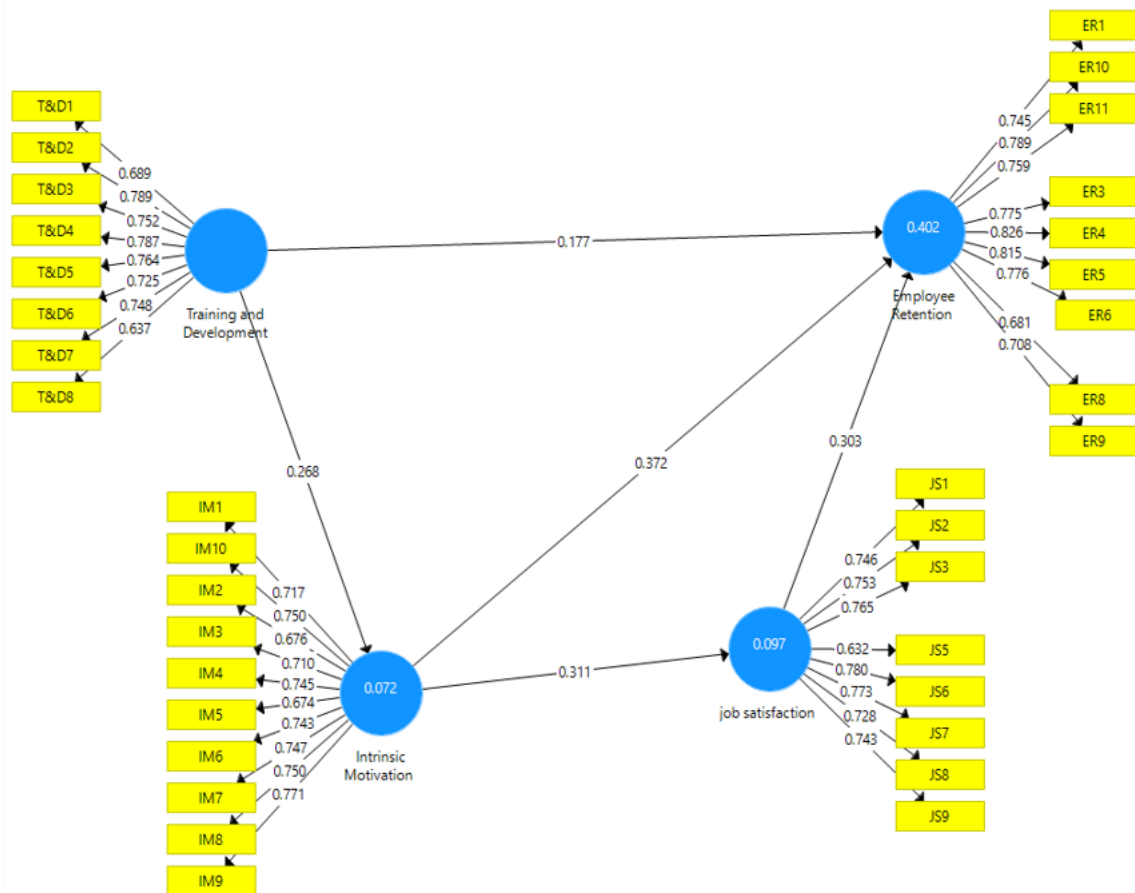 T&D1
T&D2
T&D3
T&D4
T&D5
T&D6
T&D7
T&D8
0.689
0.789
0.752
0.787
0.764
0.725
0.748
0.637
Training and
Development
0.177
0.268
ER1
ER10
ER11
ER3
ER4
ER5
ER6
ER8
ER9
0.745
0.789
0.759
0.775
0.826
0.815
0.776
0.681
0.708
0.402
Employee
Retention
0.372
0.303
IM1
IM10
IM2
IM3
IM4
IM5
IM6
IM7
IM8
IM9
0.717
0.750
0.676
0.710
0.745
0.674
0.743
0.747
0.750
0.771
0.072
Intrinsic
Motivation
0.311
0.097
job satisfaction
JS1
JS2
JS3
JS5
JS6
JS7
JS8
JS9
0.746
0.753
0.765
0.632
0.780
0.773
0.728
0.743